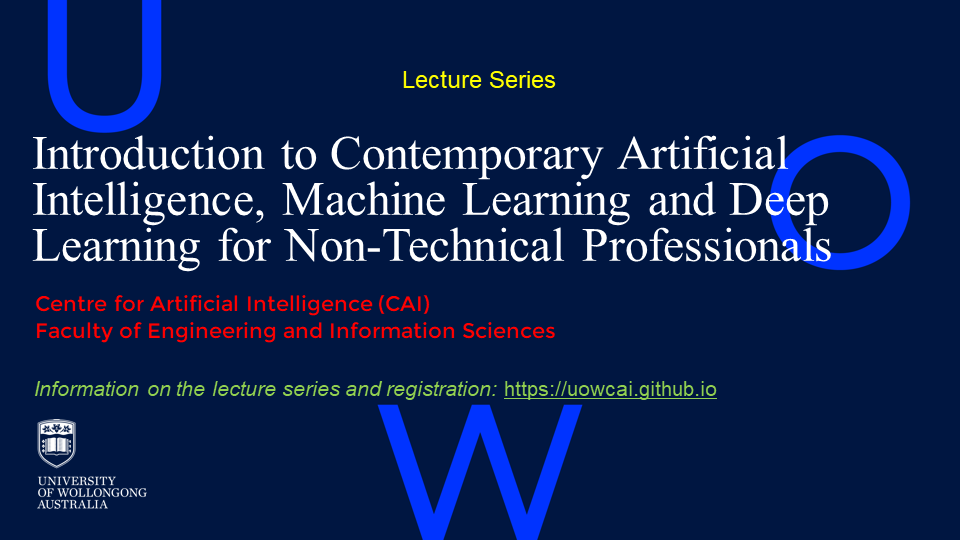 U
Lecture Series
O
Introduction to Contemporary Artificial
Intelligence, Machine Learning and Deep
Learning for Non-Technical Professionals
Centre for Artificial Intelligence (CAI)
Faculty of Engineering and Information Sciences
Information on the lecture series and registration: https://uowcai.github.io
W
UNIVERSITY
OF WOLLONGONG
AUSTRALIA